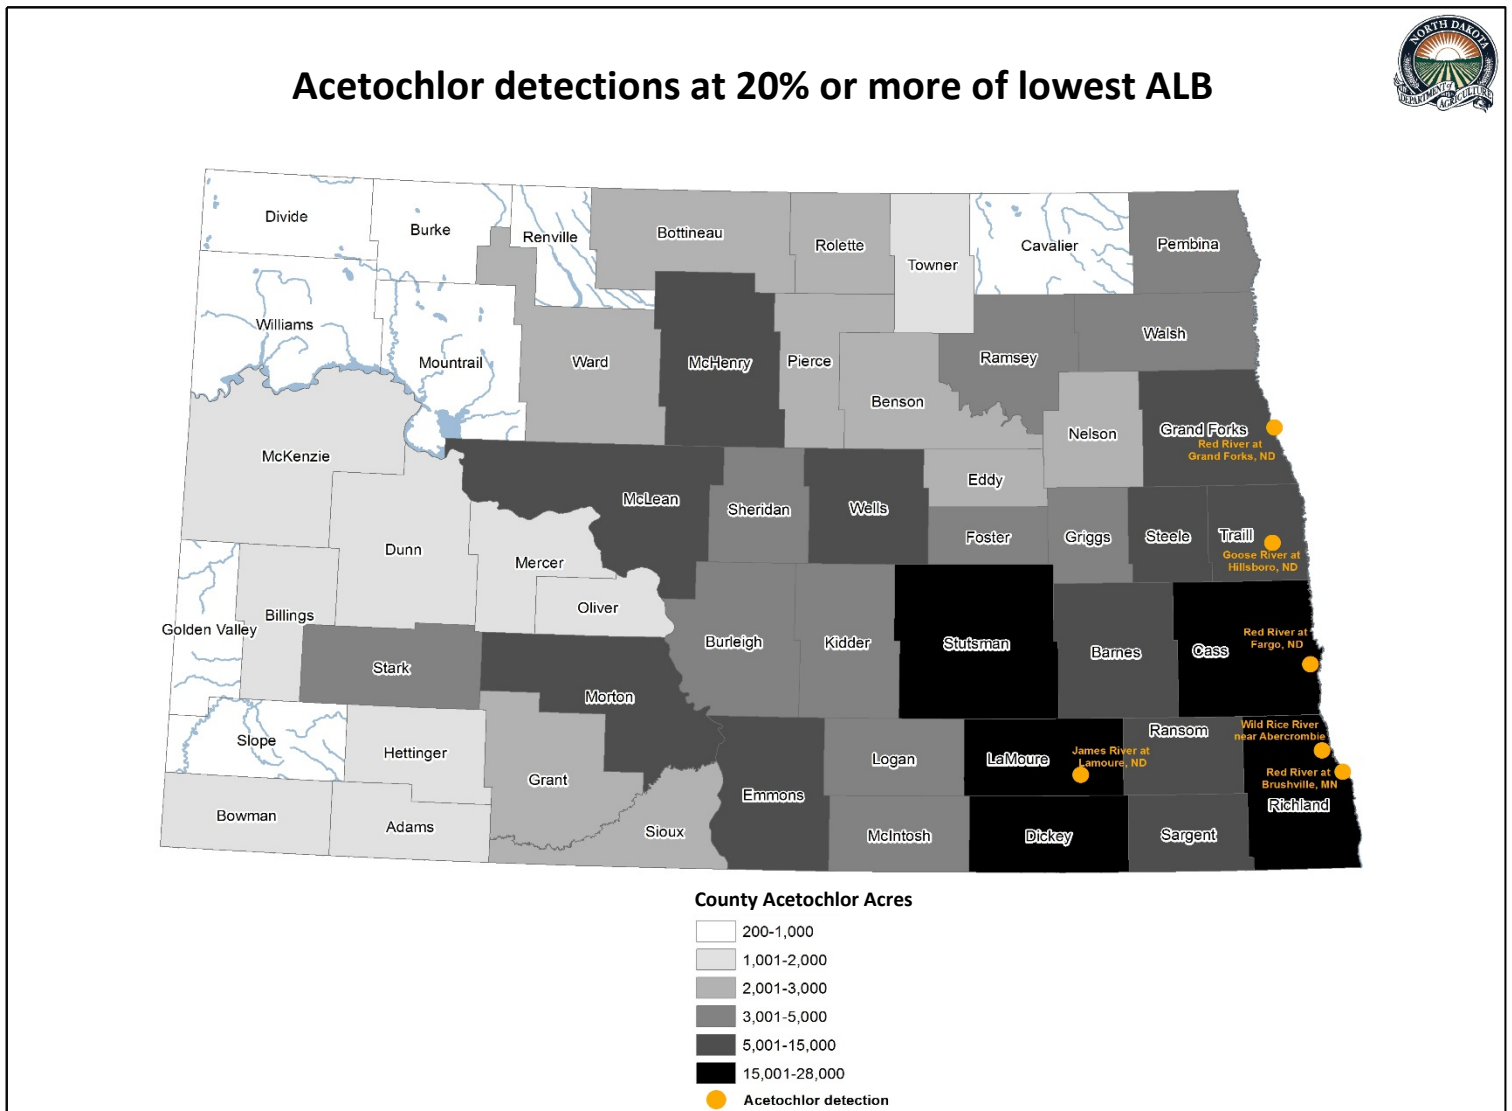 NORTH DAKOTA
DEPARTMENT of AGRICULTURE
Acetochlor detections at 20% or more of lowest ALB
Divide
Burke
Renville
Bottineau
Rolette
Towner
Cavalier
Pembina
Williams
Mountrail
Ward
McHenry
Pierce
Benson
Ramsey
Walsh
McKenzie
Nelson
Grand Forks
Red River at
Grand Forks, ND
McLean
Sheridan
Wells
Eddy
Foster
Griggs
Steele
Traill
Goose River at
Hillsboro, ND
Dunn
Mercer
Oliver
Golden Valley
Billings
Stark
Morton
Burleigh
Kidder
Stutsman
Barnes
Cass
Red River at
Fargo, ND
Slope
Hettinger
Grant
Emmons
Logan
LaMoure
James River at
Lamoure, ND
Ransom
Wild Rice River
near Abercrombie
Red River at
Brushville, MN
Richland
Bowman
Adams
Sioux
McIntosh
Dickey
Sargent
County Acetochlor Acres
200-1,000
1,001-2,000
2,001-3,000
3,001-5,000
5,001-15,000
15,001-28,000
Acetochlor detection